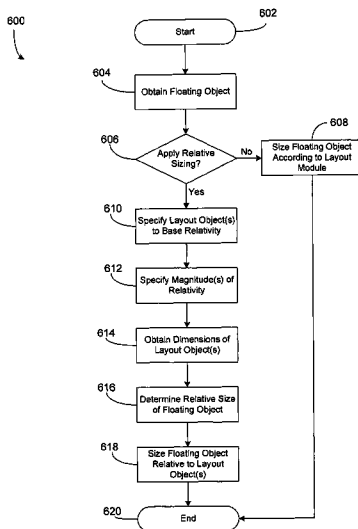 600
602
Start
604
Obtain Floating Object
606
Apply Relative
Sizing?
No
608
Size Floating Object
According to Layout
Module
Yes
610
Specify Layout Object(s)
to Base Relativity
612
Specify Magnitude(s) of
Relativity
614
Obtain Dimensions of
Layout Object(s)
616
Determine Relative Size
of Floating Object
618
Size Floating Object
Relative to Layout
Object(s)
620
End